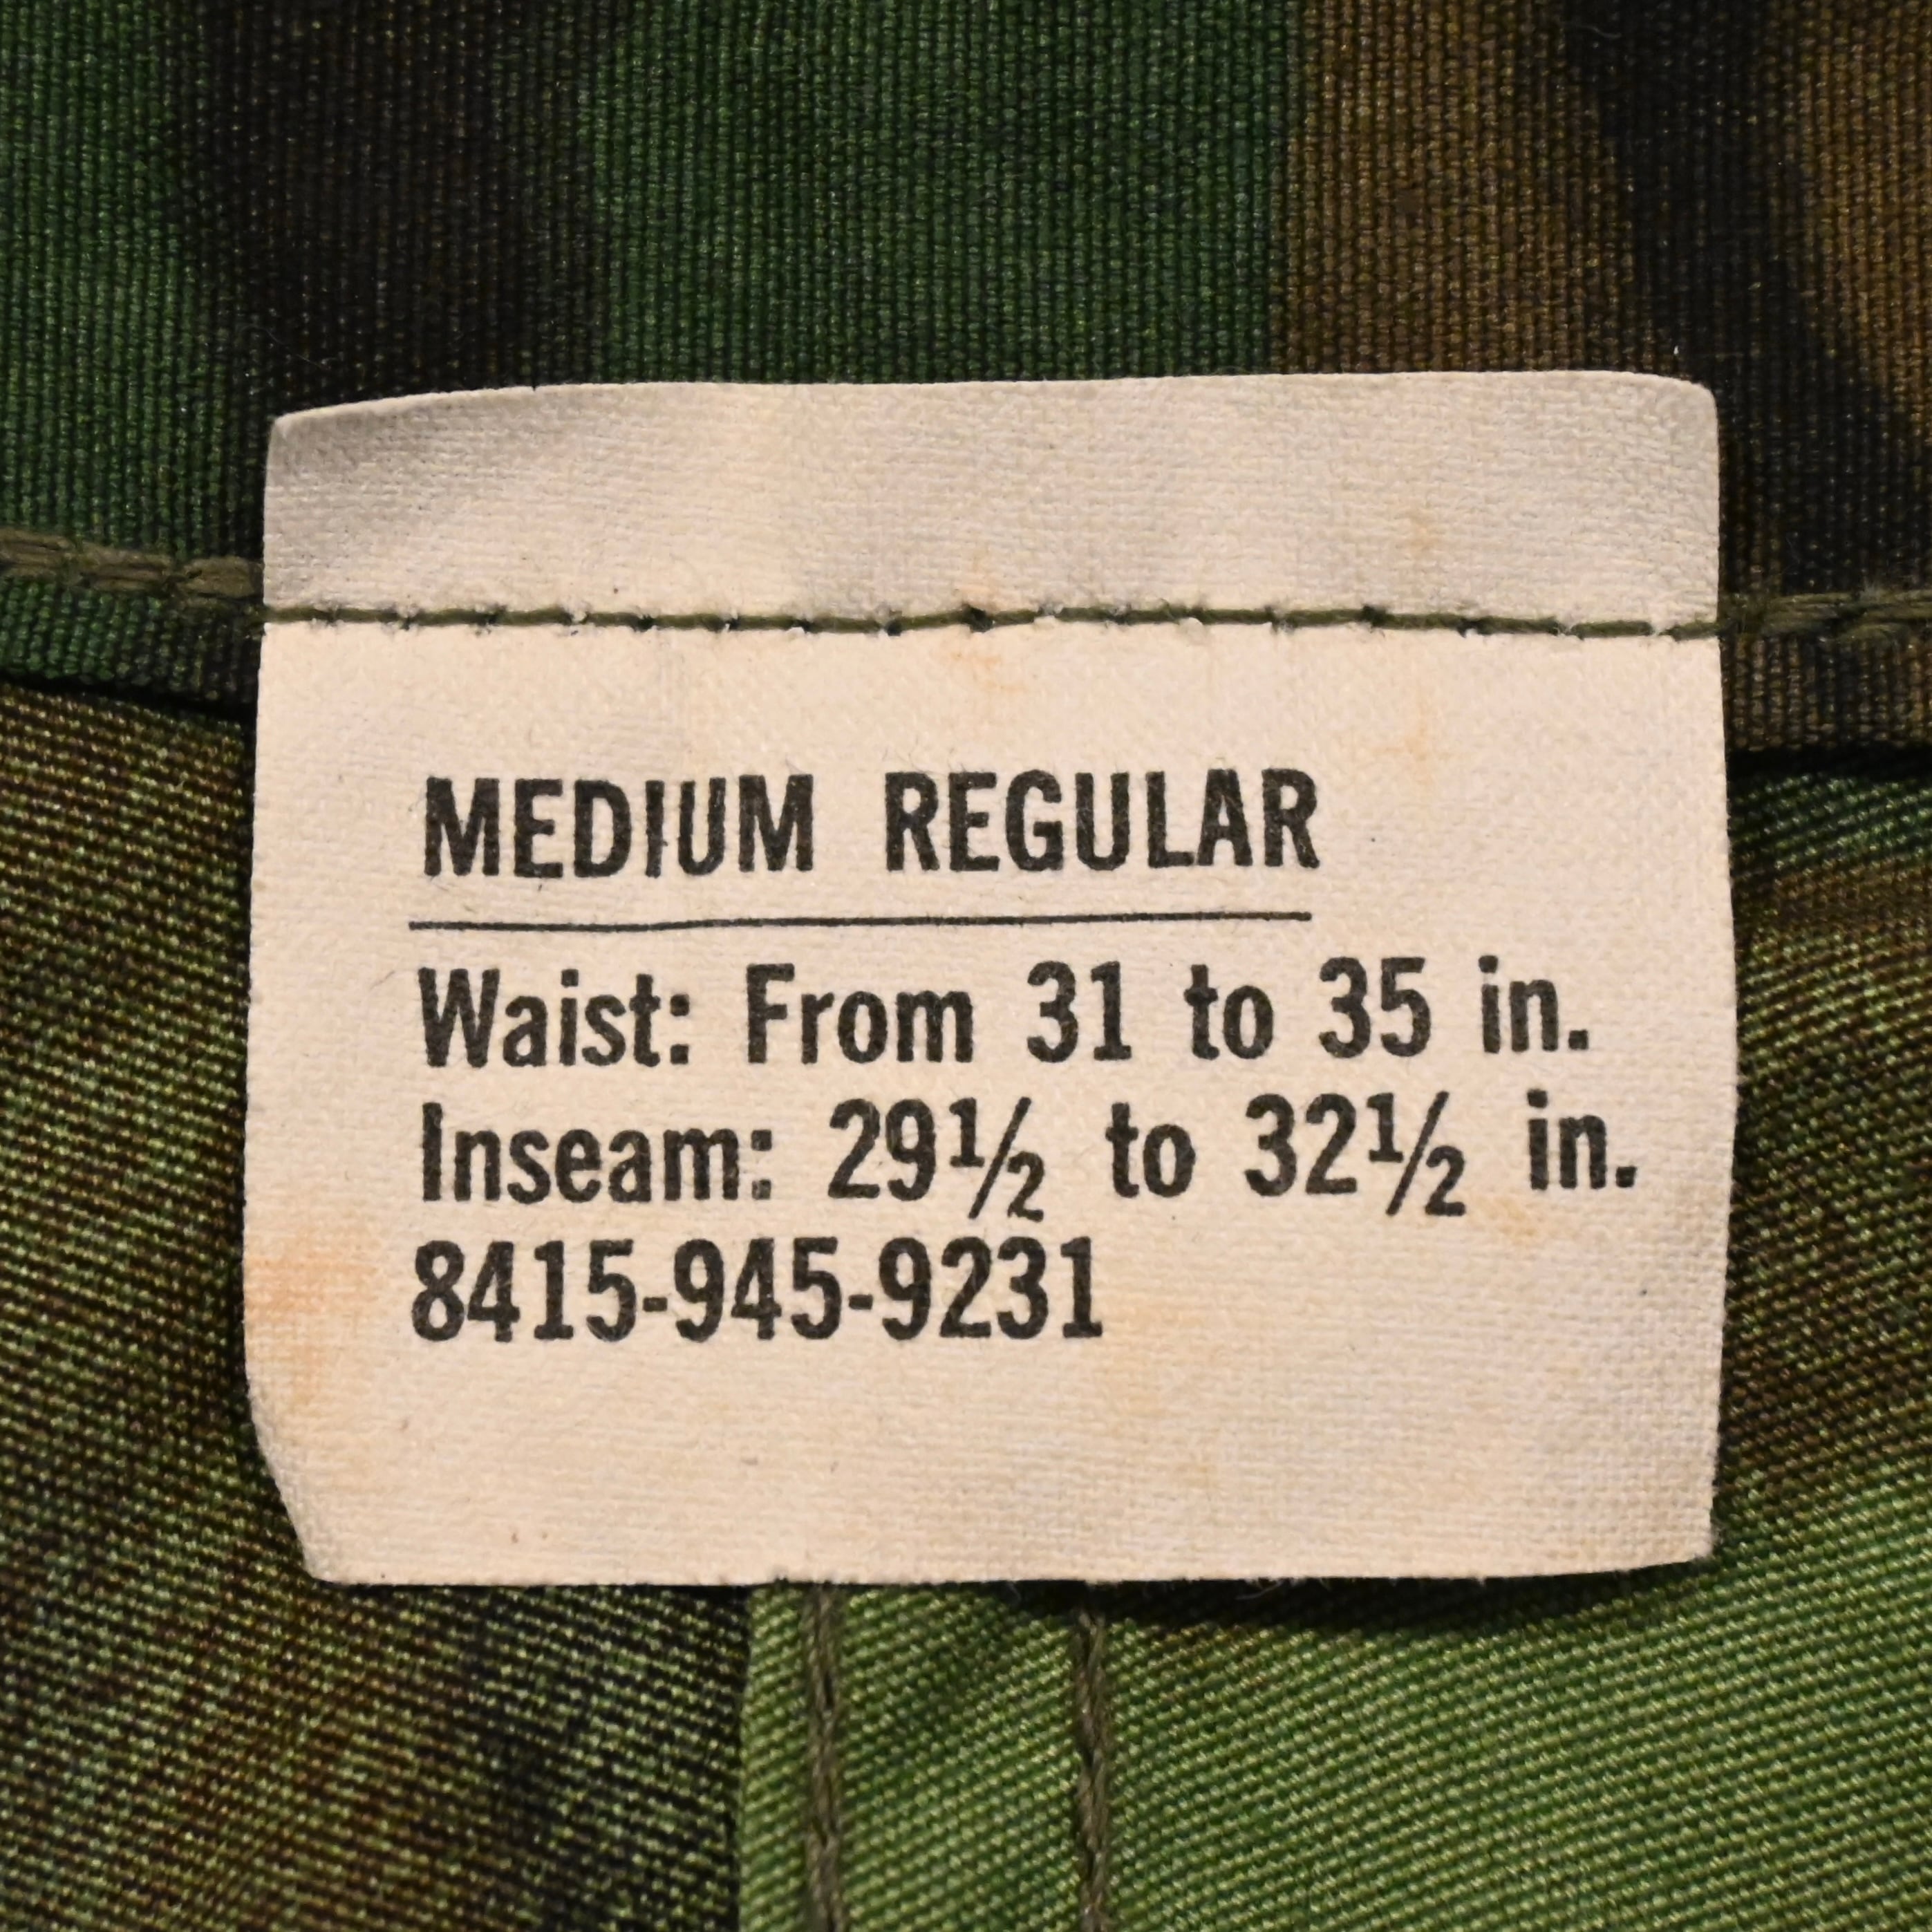 MEDIUM REGULAR
Waist: From 31 to 35 in.
Inseam: 29½ to 32½ in.
8415-945-9231